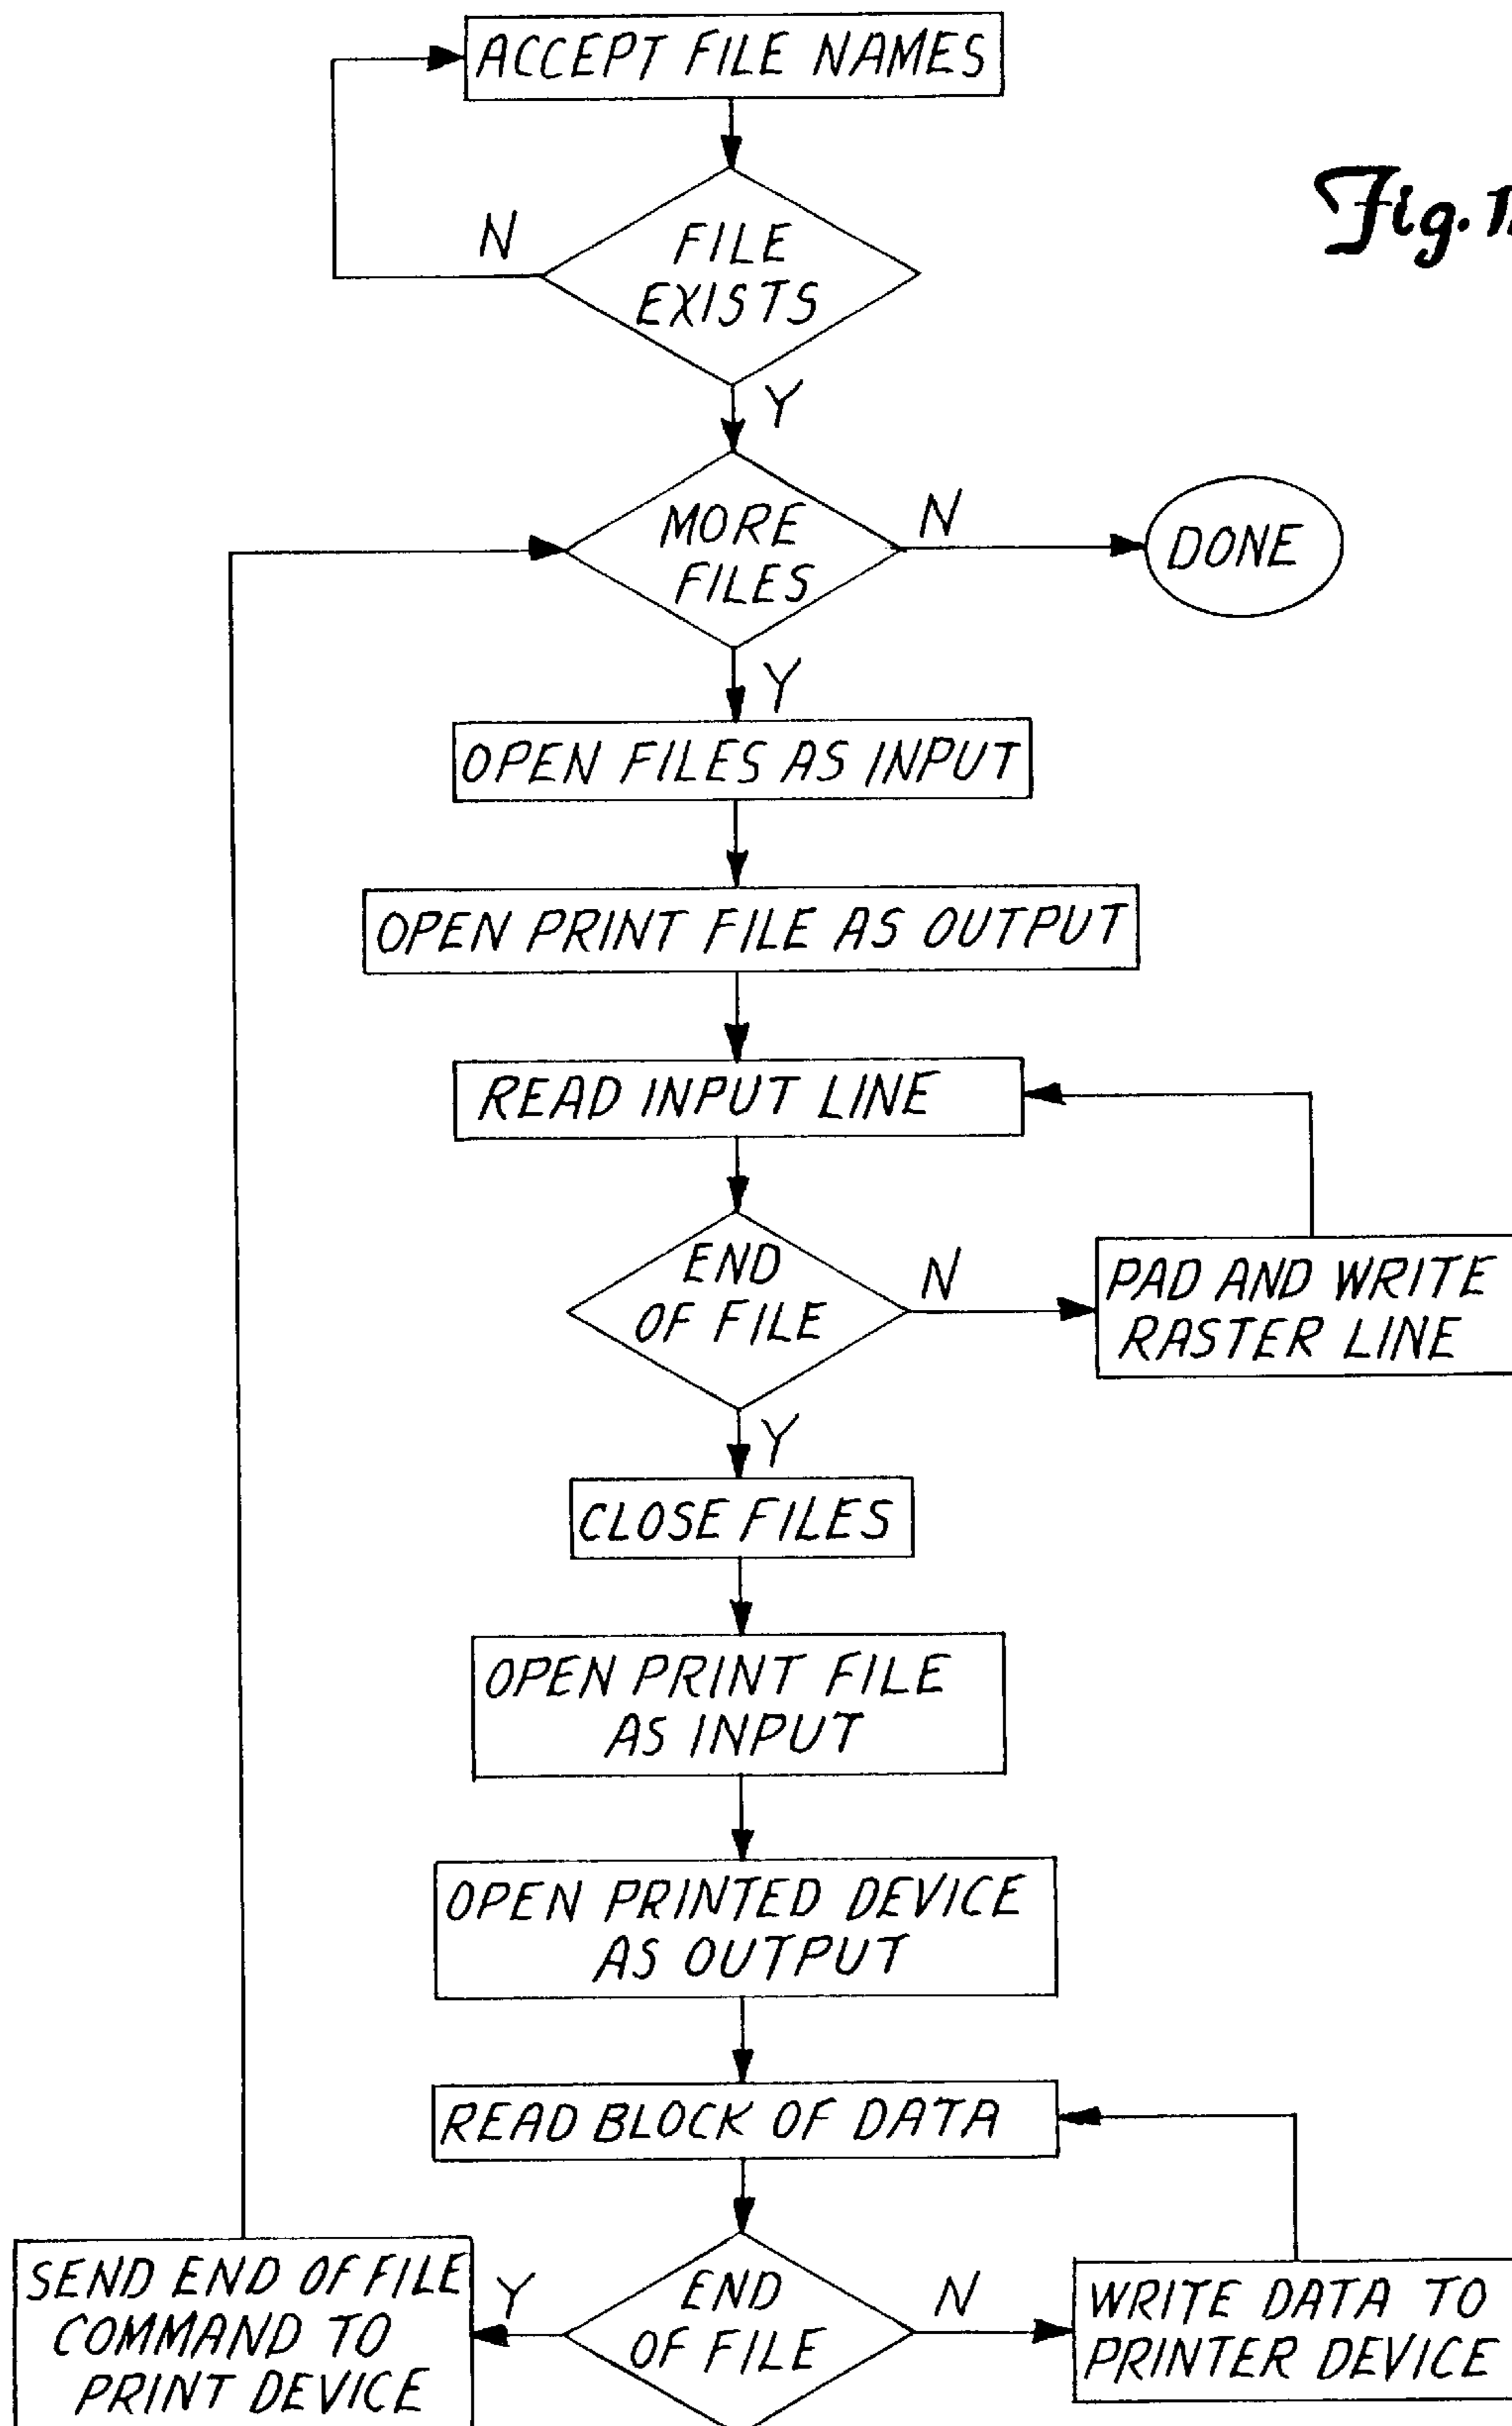 ACCEPT FILE NAMES
Fig. 1
N
FILE
EXISTS
Y
MORE
FILES
N
DONE
Y
OPEN FILES AS INPUT
OPEN PRINT FILE AS OUTPUT
READ INPUT LINE
END
OF FILE
N
PAD AND WRITE
RASTER LINE
Y
CLOSE FILES
OPEN PRINT FILE
AS INPUT
OPEN PRINTED DEVICE
AS OUTPUT
READ BLOCK OF DATA
SEND END OF FILE
COMMAND TO
PRINT DEVICE
Y
END
OF FILE
N
WRITE DATA TO
PRINTER DEVICE